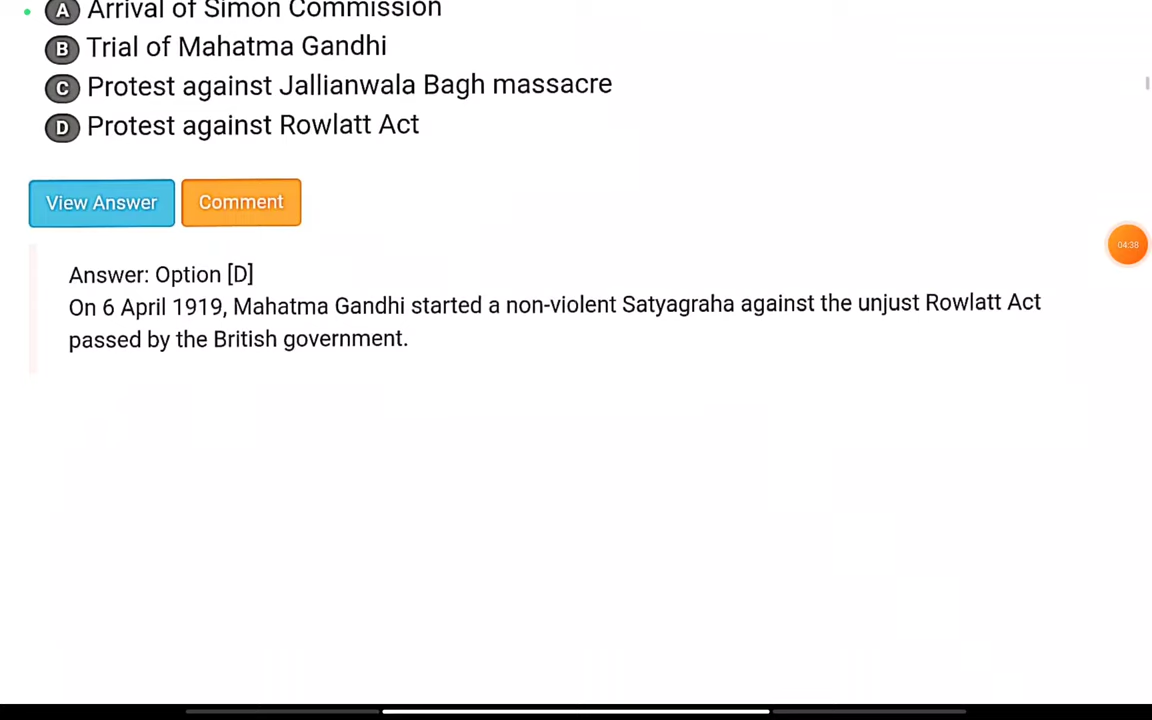 A Arrival of Simon Commission
B Trial of Mahatma Gandhi
C Protest against Jallianwala Bagh massacre
D Protest against Rowlatt Act
View Answer Comment
04:38
Answer: Option [D]
On 6 April 1919, Mahatma Gandhi started a non-violent Satyagraha against the unjust Rowlatt Act
passed by the British government.